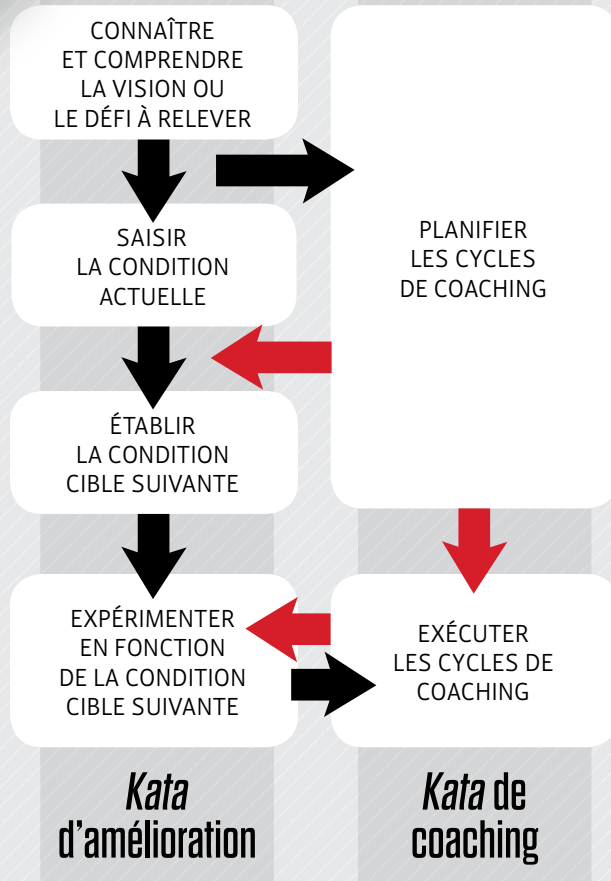 CONNAÎTRE
ET COMPRENDRE
LA VISION OU
LE DÉFI À RELEVER
SAISIR
LA CONDITION
ACTUELLE
ÉTABLIR
LA CONDITION
CIBLE SUIVANTE
EXPÉRIMENTER
EN FONCTION
DE LA CONDITION
CIBLE SUIVANTE
Kata
d'amélioration
PLANIFIER
LES CYCLES
DE COACHING
EXÉCUTER
LES CYCLES DE
COACHING
Kata de
coaching